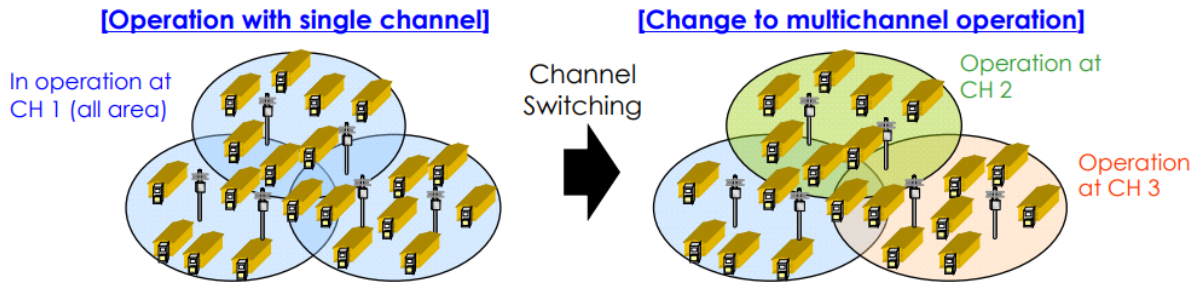 [Operation with single channel]
[Change to multichannel operation]
In operation at
CH 1 (all area)
Channel
Switching
Operation at
CH 2
Operation
at CH 3